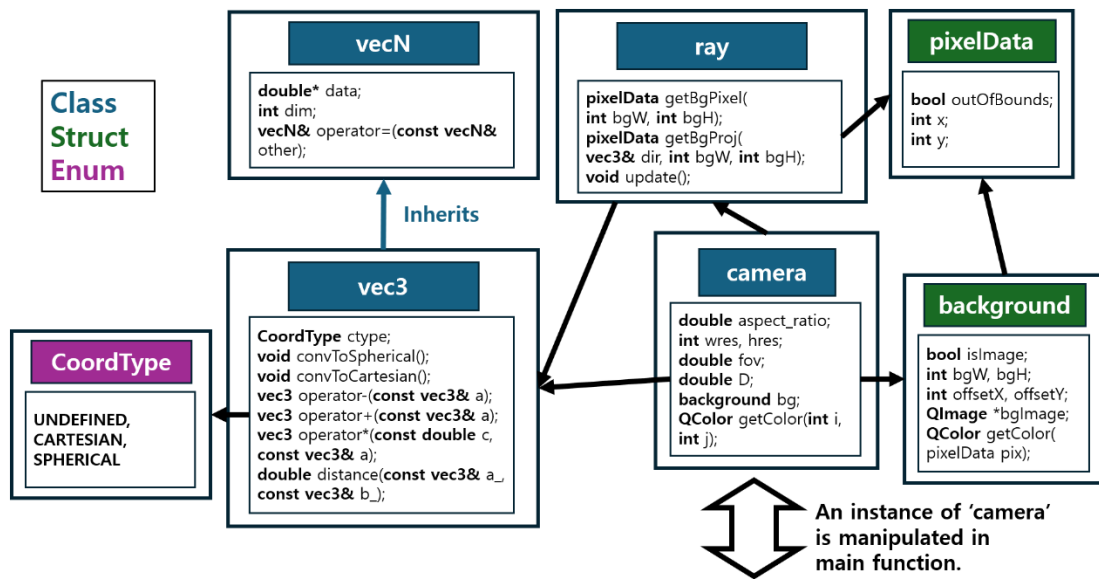 Class
Struct
Enum
vecN
double* data;
int dim;
vecN& operator=(const vecN&
other);
Inherits
ray
pixelData getBgPixel(
int bgW, int bgH);
pixelData getBgProj(
vec3& dir, int bgW, int bgH);
void update();
pixelData
bool outOfBounds;
int x;
int y;
CoordType
UNDEFINED,
CARTESIAN,
SPHERICAL
vec3
CoordType ctype;
void convToSpherical();
void convToCartesian();
vec3 operator-(const vec3& a);
vec3 operator+(const vec3& a);
vec3 operator*(const double c,
const vec3& a);
double distance(const vec3& a_,
const vec3& b_);
camera
double aspect_ratio;
int wres, hres;
double fov;
double D;
background bg;
QColor getColor(int i,
int j);
background
bool isImage;
int bgW, bgH;
int offsetX, offsetY;
QImage *bgImage;
QColor getColor(
pixelData pix);
An instance of ‘camera’
is manipulated in
main function.